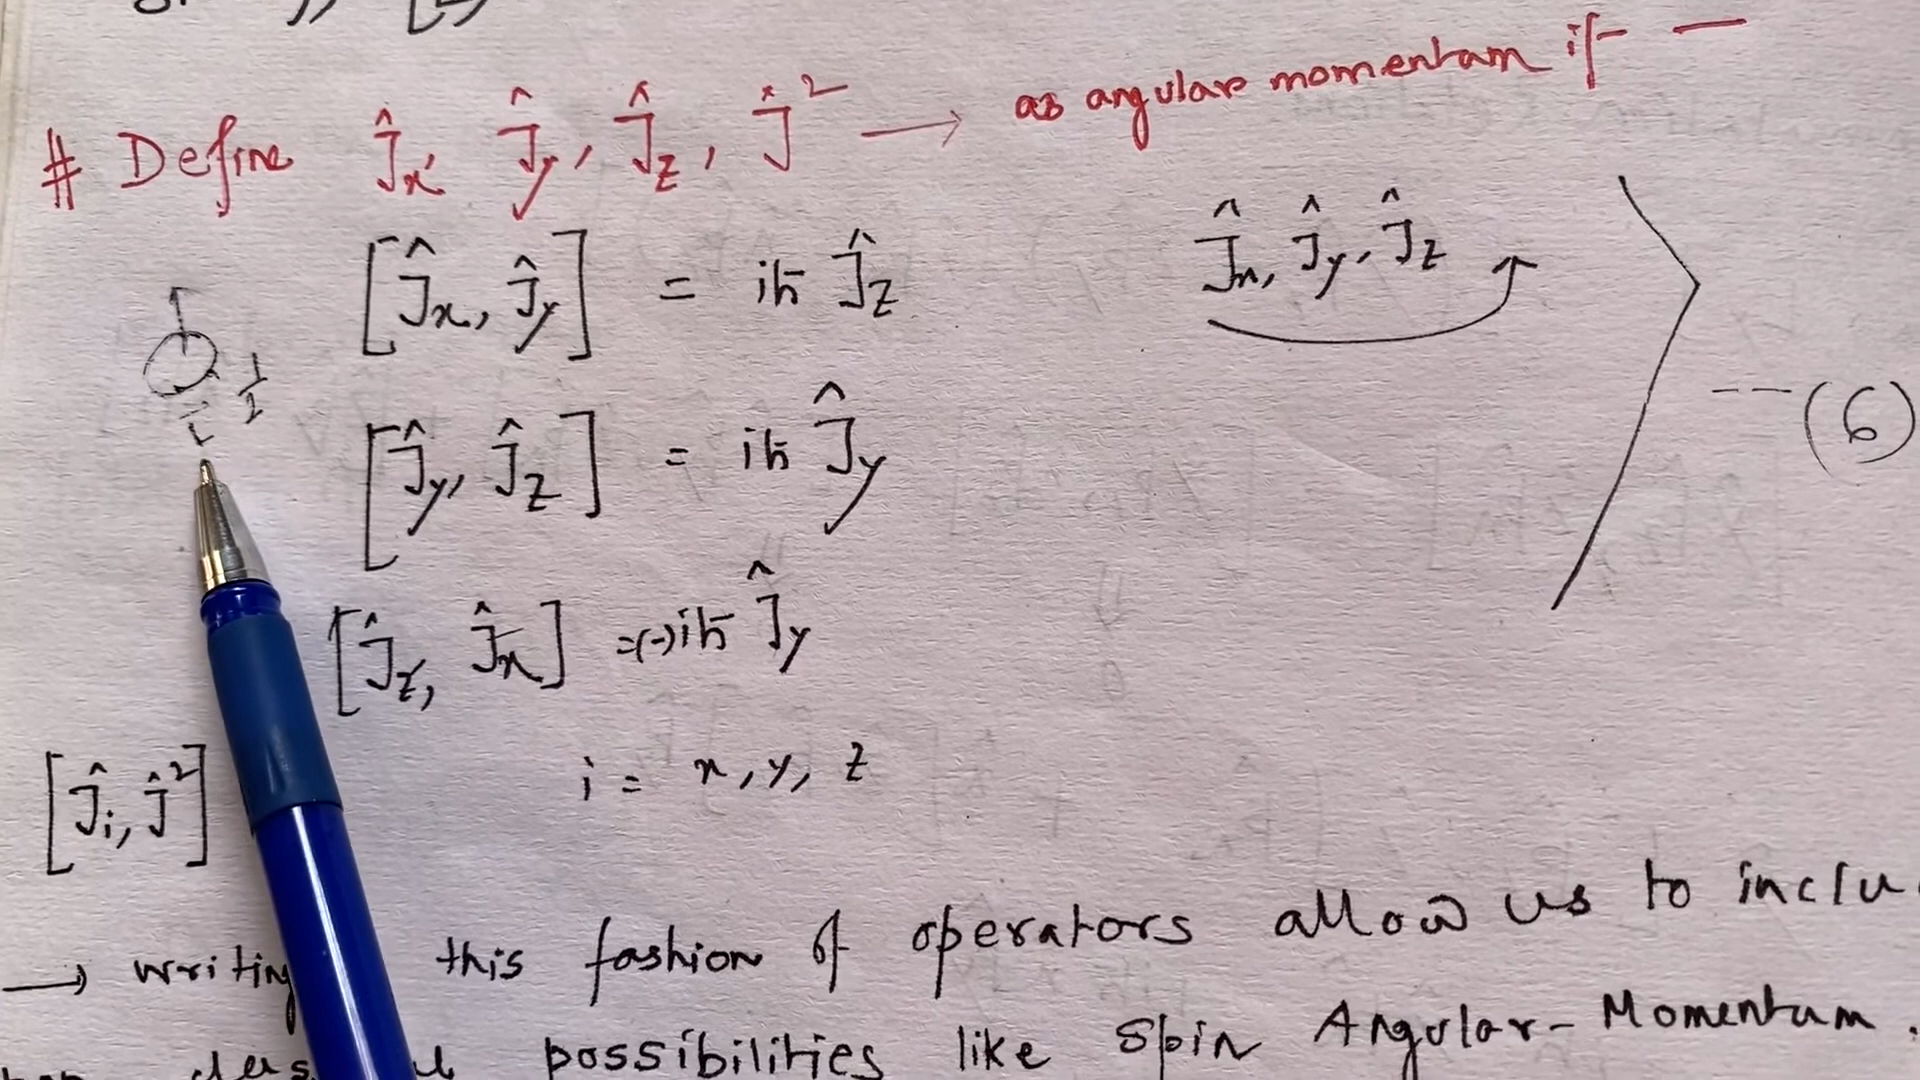 # Define Ĵx, Ĵy, Ĵz, Ĵ² → as angular momentum if —
[Ĵx, Ĵy] = iħ Ĵz
Ĵx, Ĵy, Ĵz
[Ĵy, Ĵz] = iħ Ĵy
1/2
--(6)
[Ĵz, Ĵx] =(-)iħ Ĵy
[Ĵi, Ĵ²]
i = x, y, z
→ writing this fashion of operators allow us to inclu
possibilities like spin Angular-Momentum.